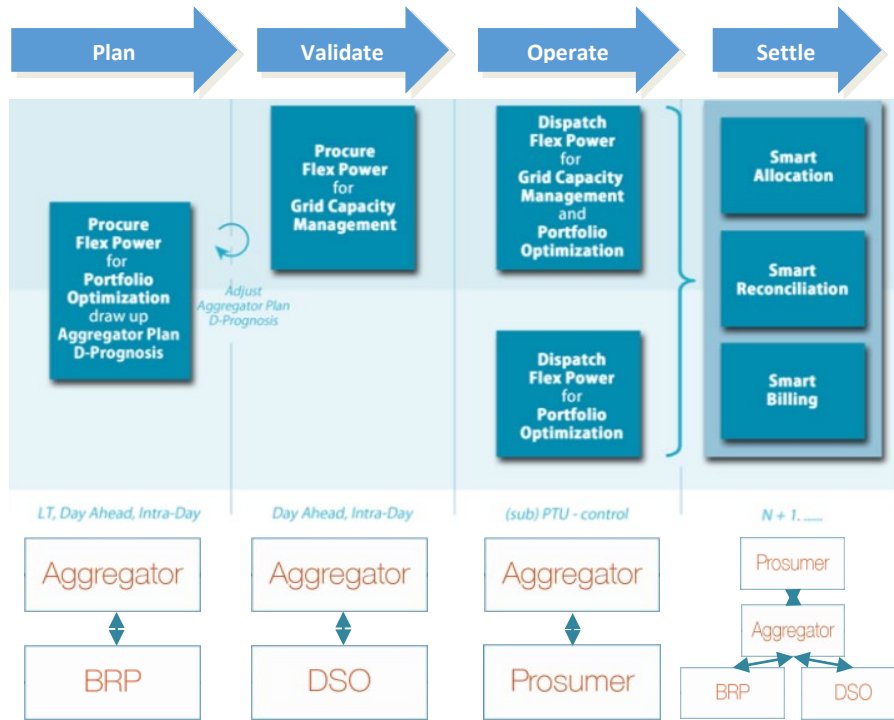 Plan
Validate
Operate
Settle
Procure
Flex Power
for
Portfolio
Optimization
draw up
Aggregator Plan
D-Prognosis
Adjust
Aggregator Plan
D-Prognosis
Procure
Flex Power
for
Grid Capacity
Management
Dispatch
Flex Power
for
Grid Capacity
Management
and
Portfolio
Optimization
Dispatch
Flex Power
for
Portfolio
Optimization
Smart
Allocation
Smart
Reconciliation
Smart
Billing
LT, Day Ahead, Intra-Day
Day Ahead, Intra-Day
(sub) PTU - control
N + 1. ......
Aggregator
BRP
Aggregator
DSO
Aggregator
Prosumer
Prosumer
Aggregator
BRP
DSO